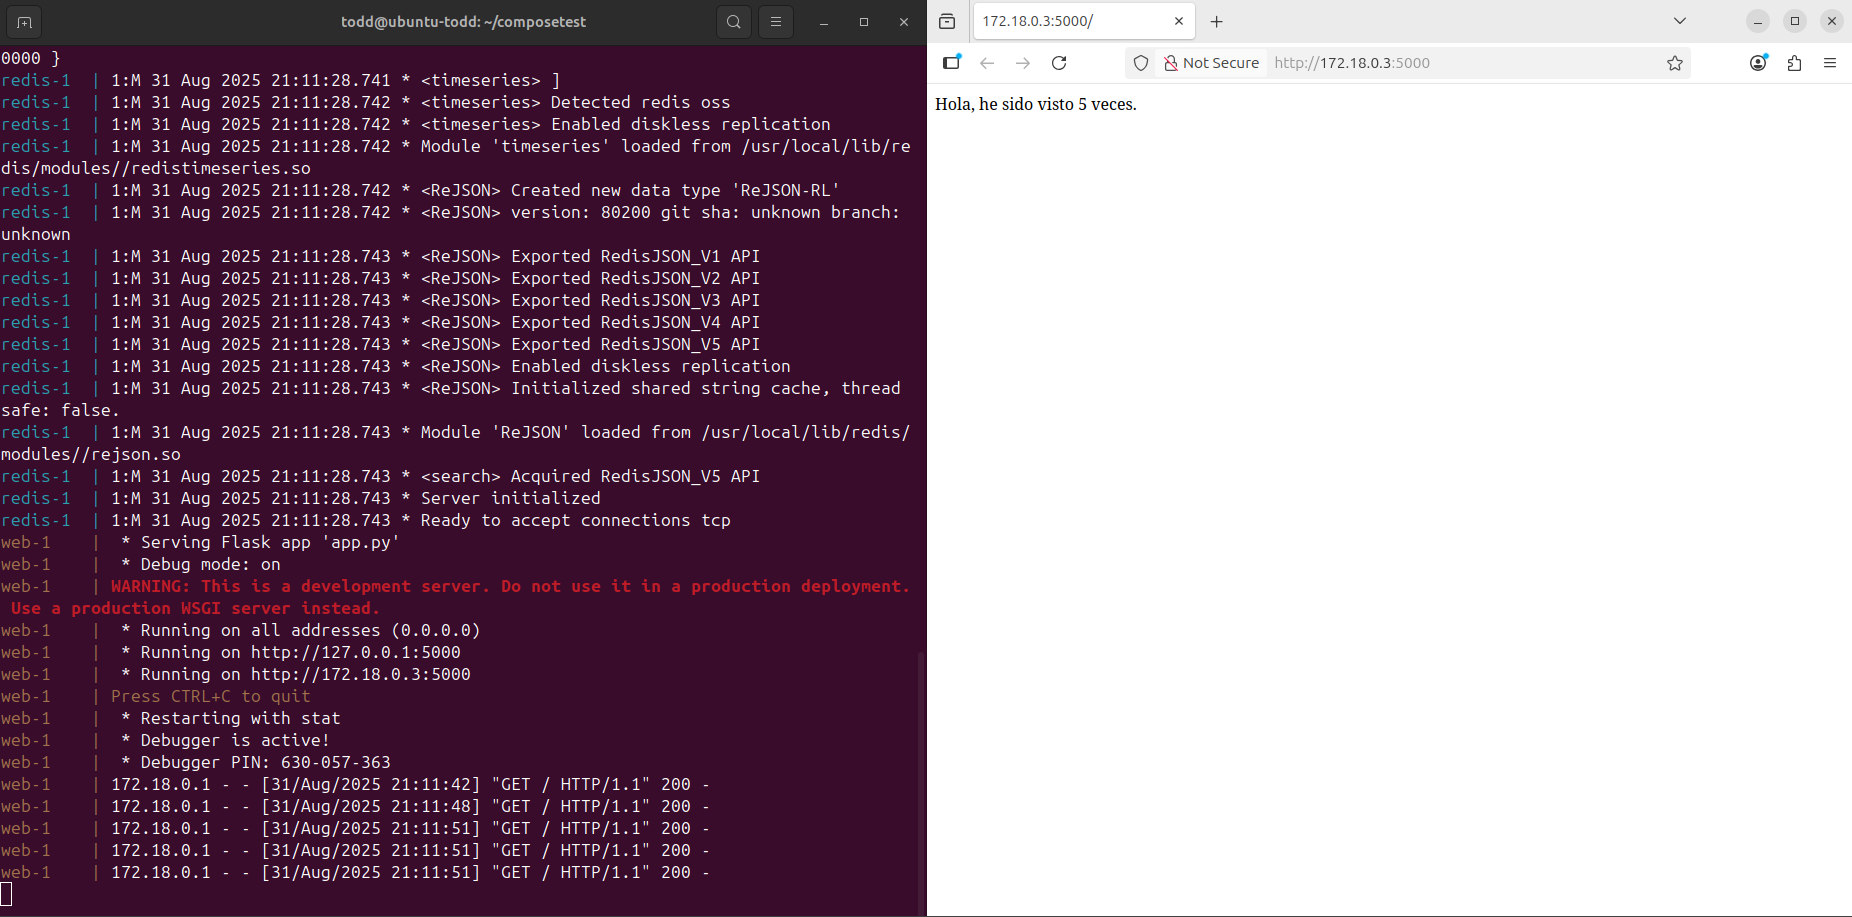 todd@ubuntu-todd: ~/composetest
0000 }
redis-1  | 1:M 31 Aug 2025 21:11:28.741 * <timeseries> ]
redis-1  | 1:M 31 Aug 2025 21:11:28.742 * <timeseries> Detected redis oss
redis-1  | 1:M 31 Aug 2025 21:11:28.742 * <timeseries> Enabled diskless replication
redis-1  | 1:M 31 Aug 2025 21:11:28.742 * Module 'timeseries' loaded from /usr/local/lib/re
dis/modules//redistimeseries.so
redis-1  | 1:M 31 Aug 2025 21:11:28.742 * <ReJSON> Created new data type 'ReJSON-RL'
redis-1  | 1:M 31 Aug 2025 21:11:28.742 * <ReJSON> version: 80200 git sha: unknown branch:
unknown
redis-1  | 1:M 31 Aug 2025 21:11:28.743 * <ReJSON> Exported RedisJSON_V1 API
redis-1  | 1:M 31 Aug 2025 21:11:28.743 * <ReJSON> Exported RedisJSON_V2 API
redis-1  | 1:M 31 Aug 2025 21:11:28.743 * <ReJSON> Exported RedisJSON_V3 API
redis-1  | 1:M 31 Aug 2025 21:11:28.743 * <ReJSON> Exported RedisJSON_V4 API
redis-1  | 1:M 31 Aug 2025 21:11:28.743 * <ReJSON> Exported RedisJSON_V5 API
redis-1  | 1:M 31 Aug 2025 21:11:28.743 * <ReJSON> Enabled diskless replication
redis-1  | 1:M 31 Aug 2025 21:11:28.743 * <ReJSON> Initialized shared string cache, thread
safe: false.
redis-1  | 1:M 31 Aug 2025 21:11:28.743 * Module 'ReJSON' loaded from /usr/local/lib/redis/
modules//rejson.so
redis-1  | 1:M 31 Aug 2025 21:11:28.743 * <search> Acquired RedisJSON_V5 API
redis-1  | 1:M 31 Aug 2025 21:11:28.743 * Server initialized
redis-1  | 1:M 31 Aug 2025 21:11:28.743 * Ready to accept connections tcp
web-1    |  * Serving Flask app 'app.py'
web-1    |  * Debug mode: on
web-1    | WARNING: This is a development server. Do not use it in a production deployment.
 Use a production WSGI server instead.
web-1    |  * Running on all addresses (0.0.0.0)
web-1    |  * Running on http://127.0.0.1:5000
web-1    |  * Running on http://172.18.0.3:5000
web-1    | Press CTRL+C to quit
web-1    |  * Restarting with stat
web-1    |  * Debugger is active!
web-1    |  * Debugger PIN: 630-057-363
web-1    | 172.18.0.1 - - [31/Aug/2025 21:11:42] "GET / HTTP/1.1" 200 -
web-1    | 172.18.0.1 - - [31/Aug/2025 21:11:48] "GET / HTTP/1.1" 200 -
web-1    | 172.18.0.1 - - [31/Aug/2025 21:11:51] "GET / HTTP/1.1" 200 -
web-1    | 172.18.0.1 - - [31/Aug/2025 21:11:51] "GET / HTTP/1.1" 200 -
web-1    | 172.18.0.1 - - [31/Aug/2025 21:11:51] "GET / HTTP/1.1" 200 -
172.18.0.3:5000/
Not Secure http://172.18.0.3:5000
Hola, he sido visto 5 veces.